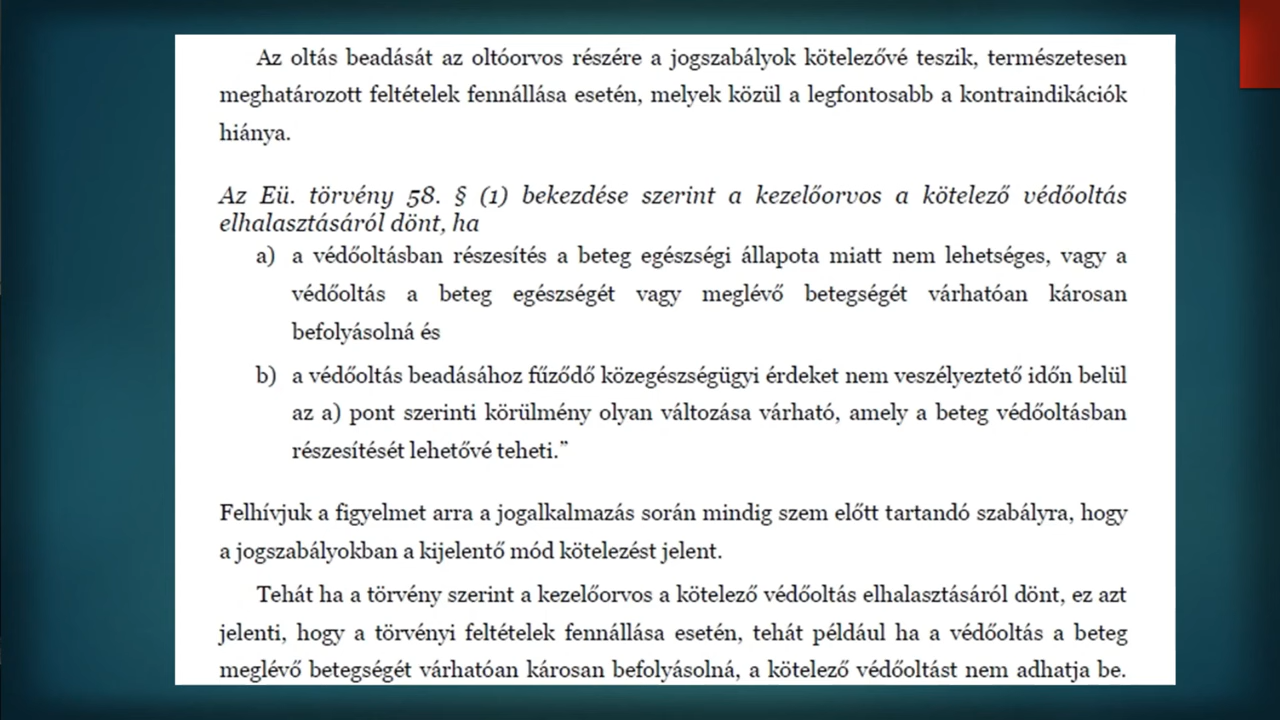 Az oltás beadását az oltóorvos részére a jogszabályok kötelezővé teszik, természetesen
meghatározott feltételek fennállása esetén, melyek közül a legfontosabb a kontraindikációk
hiánya.
Az Eü. törvény 58. § (1) bekezdése szerint a kezelőorvos a kötelező védőoltás
elhalasztásáról dönt, ha
a) a védőoltásban részesítés a beteg egészségi állapota miatt nem lehetséges, vagy a
védőoltás a beteg egészségét vagy meglévő betegségét várhatóan károsan
befolyásolná és
b) a védőoltás beadásához fűződő közegészségügyi érdeket nem veszélyeztető időn belül
az a) pont szerinti körülmény olyan változása várható, amely a beteg védőoltásban
részesítését lehetővé teheti.”
Felhívjuk a figyelmet arra a jogalkalmazás során mindig szem előtt tartandó szabályra, hogy
a jogszabályokban a kijelentő mód kötelezést jelent.
Tehát ha a törvény szerint a kezelőorvos a kötelező védőoltás elhalasztásáról dönt, ez azt
jelenti, hogy a törvényi feltételek fennállása esetén, tehát például ha a védőoltás a beteg
meglévő betegségét várhatóan károsan befolyásolná, a kötelező védőoltást nem adhatja be.